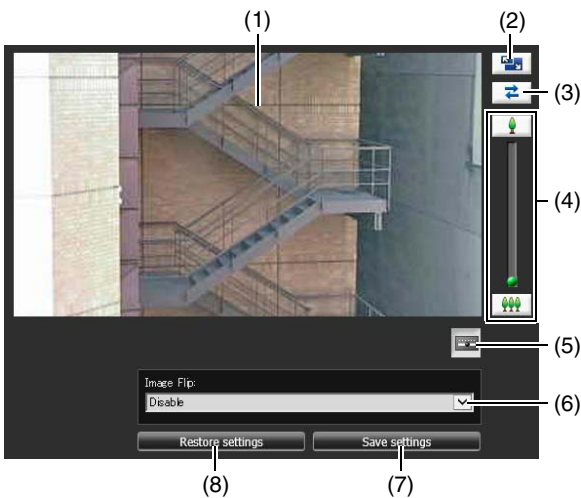 (1)
(2)
(3)
(4)
(5)
Image Flip:
Disable
(6)
Restore settings
Save settings
(8)
(7)